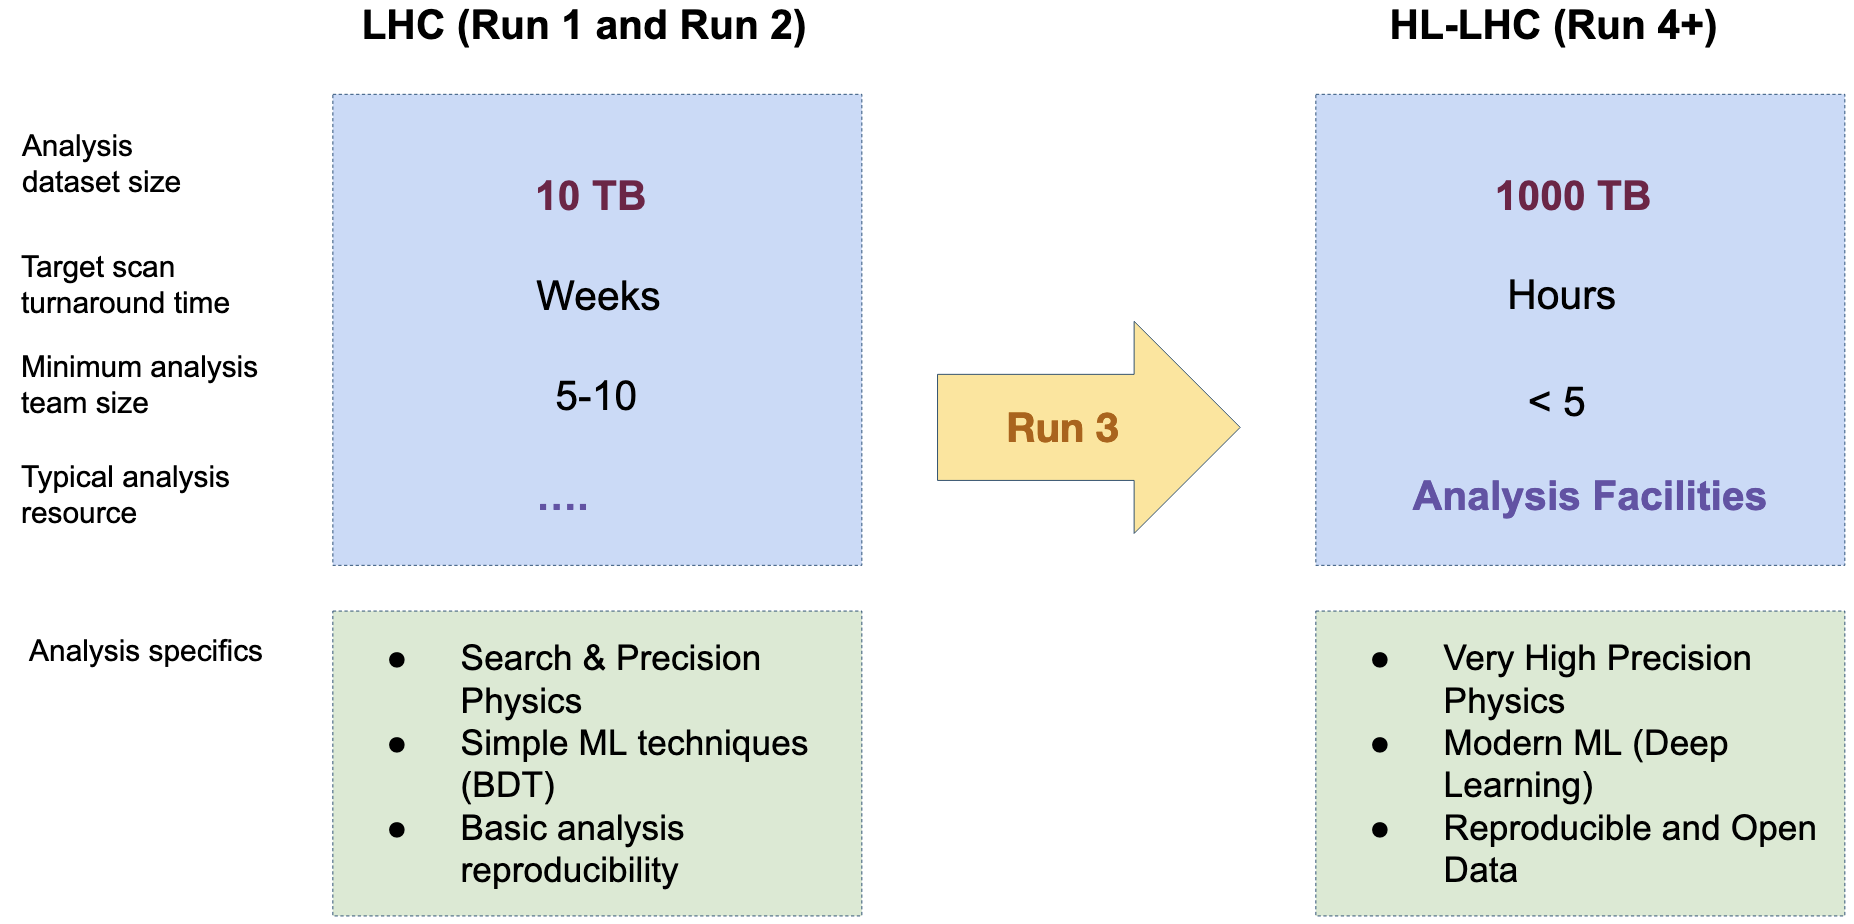 LHC (Run 1 and Run 2)
HL-LHC (Run 4+)
Analysis
dataset size
10 TB
1000 TB
Target scan
turnaround time
Weeks
Hours
Minimum analysis
team size
5-10
< 5
Run 3
Typical analysis
resource
....
Analysis Facilities
Analysis specifics
● Search & Precision
Physics
● Simple ML techniques
(BDT)
● Basic analysis
reproducibility
● Very High Precision
Physics
● Modern ML (Deep
Learning)
● Reproducible and Open
Data